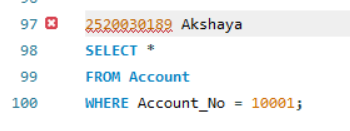 97 2520030189 Akshaya
98 SELECT *
99 FROM Account
100 WHERE Account_No = 10001;